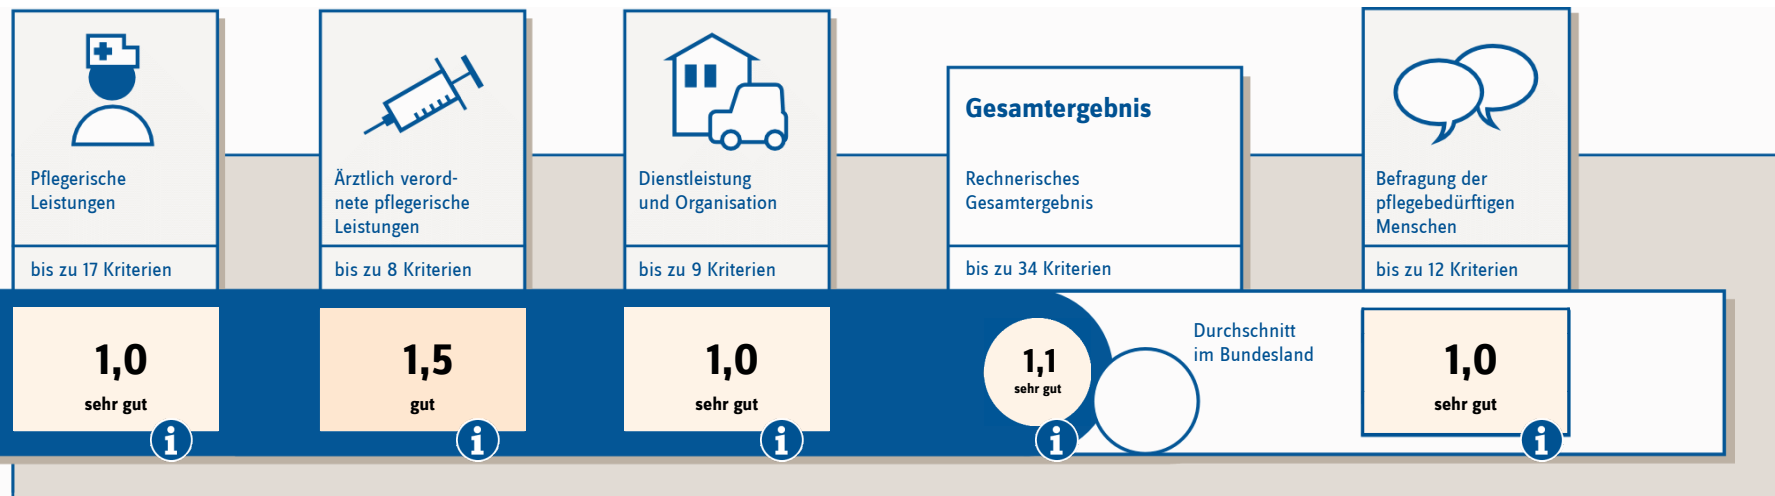 Pflegerische
Leistungen
bis zu 17 Kriterien
1,0
sehr gut
i
Ärztlich verord-
nete pflegerische
Leistungen
bis zu 8 Kriterien
1,5
gut
i
Dienstleistung
und Organisation
bis zu 9 Kriterien
1,0
sehr gut
i
Gesamtergebnis
Rechnerisches
Gesamtergebnis
bis zu 34 Kriterien
1,1
sehr gut
i
Durchschnitt
im Bundesland
Befragung der
pflegebedürftigen
Menschen
bis zu 12 Kriterien
1,0
sehr gut
i